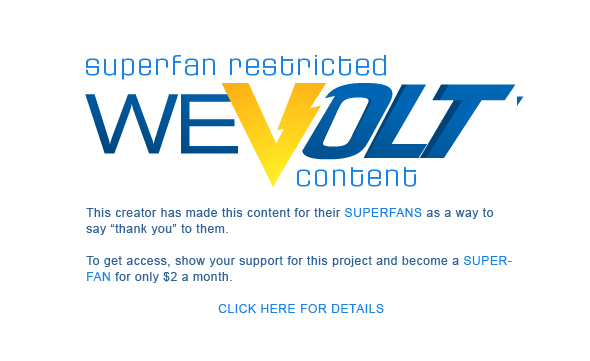 superfan restricted
WEVOLT
content
This creator has made this content for their SUPERFANS as a way to
say “thank you” to them.
To get access, show your support for this project and become a SUPER-
FAN for only $2 a month.
CLICK HERE FOR DETAILS